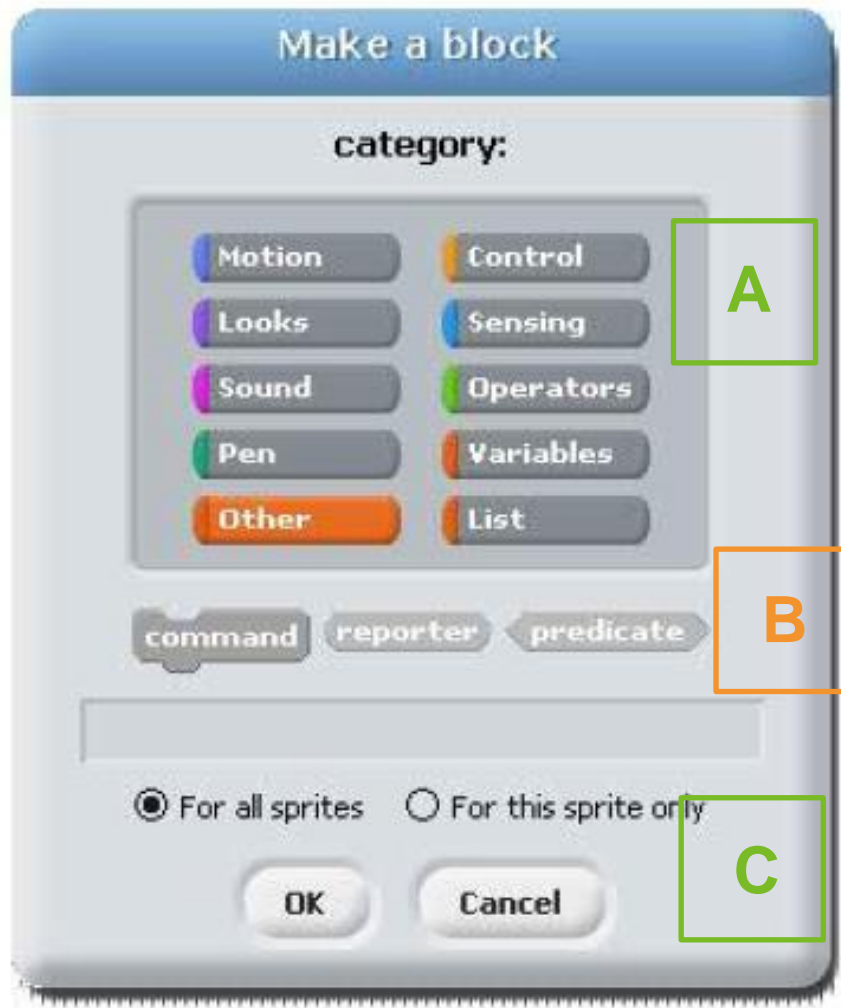 Make a block
category:
Motion Control A
Looks Sensing
Sound Operators
Pen Variables
Other List
command reporter predicate B
For all sprites For this sprite only
OK Cancel C